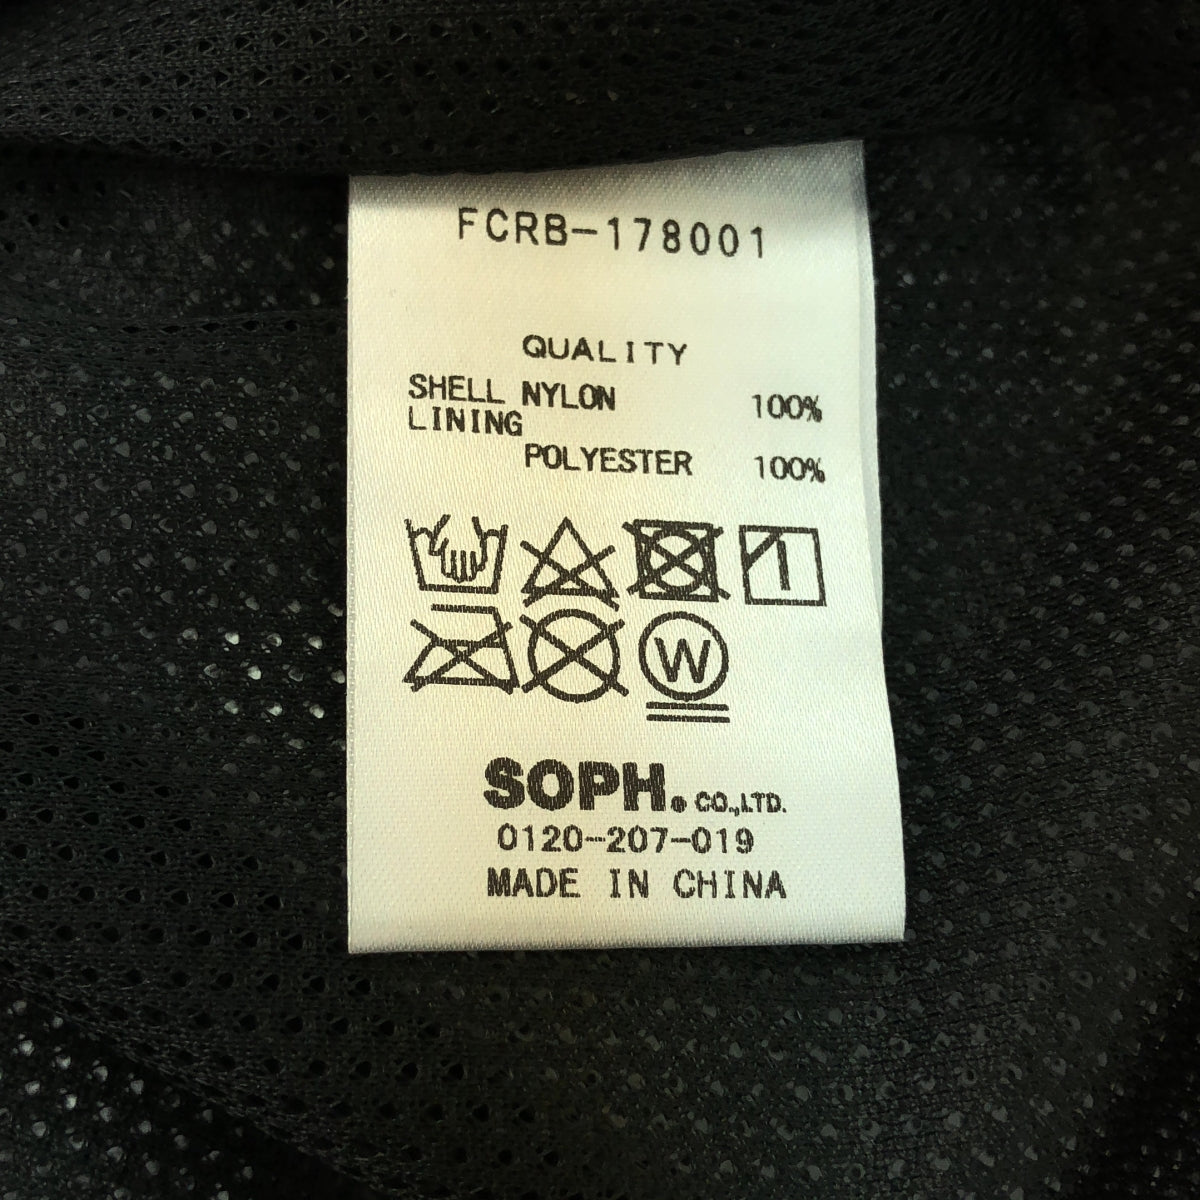 FCRB-178001
QUALITY
SHELL NYLON 100%
LINING
POLYESTER 100%
W
SOPH.® CO.,LTD.
0120-207-019
MADE IN CHINA